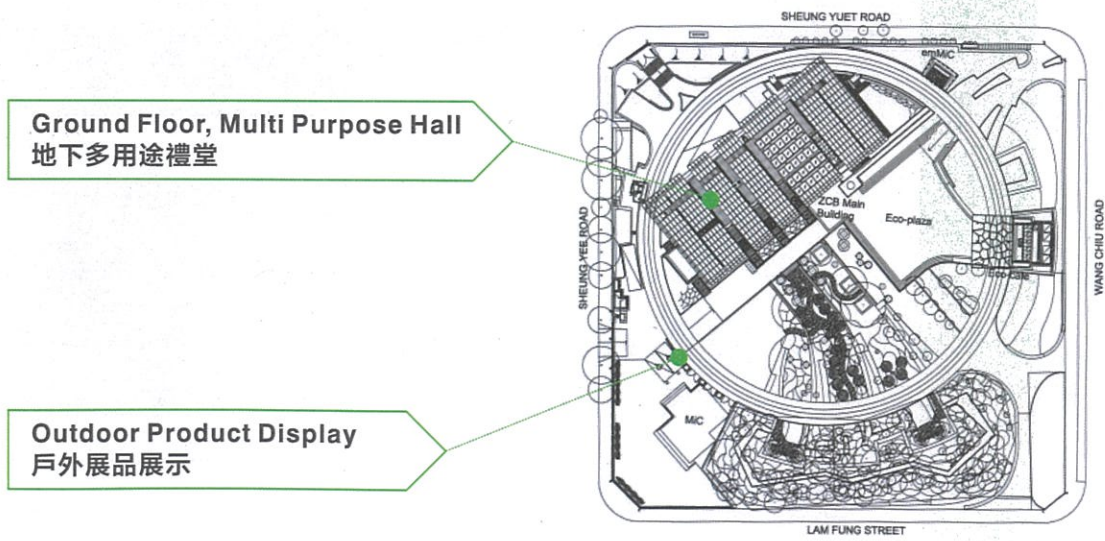 SHEUNG YUET ROAD
emMiC
Ground Floor, Multi Purpose Hall
地下多用途禮堂
ZCB Main
Building
Eco-plaza
SHEUNG YEE ROAD
WANG CHIU ROAD
Eco-cafe
MiC
Outdoor Product Display
戶外展品展示
LAM FUNG STREET